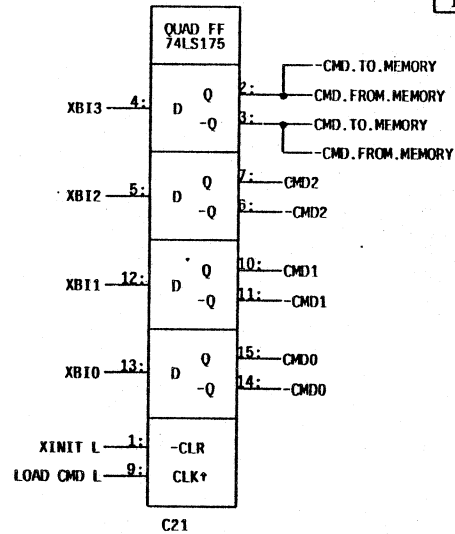 QUAD FF
74LS175
-CMD.TO.MEMORY
XBI3 4: D Q 2: CMD.FROM.MEMORY
-Q 3: CMD.TO.MEMORY
-CMD.FROM.MEMORY
XBI2 5: D Q 7: CMD2
-Q 6: -CMD2
XBI1 12: D Q 10: CMD1
-Q 11: -CMD1
XBI0 13: D Q 15: CMD0
-Q 14: -CMD0
XINIT L 1: -CLR
LOAD CMD L 9: CLK↑
C21